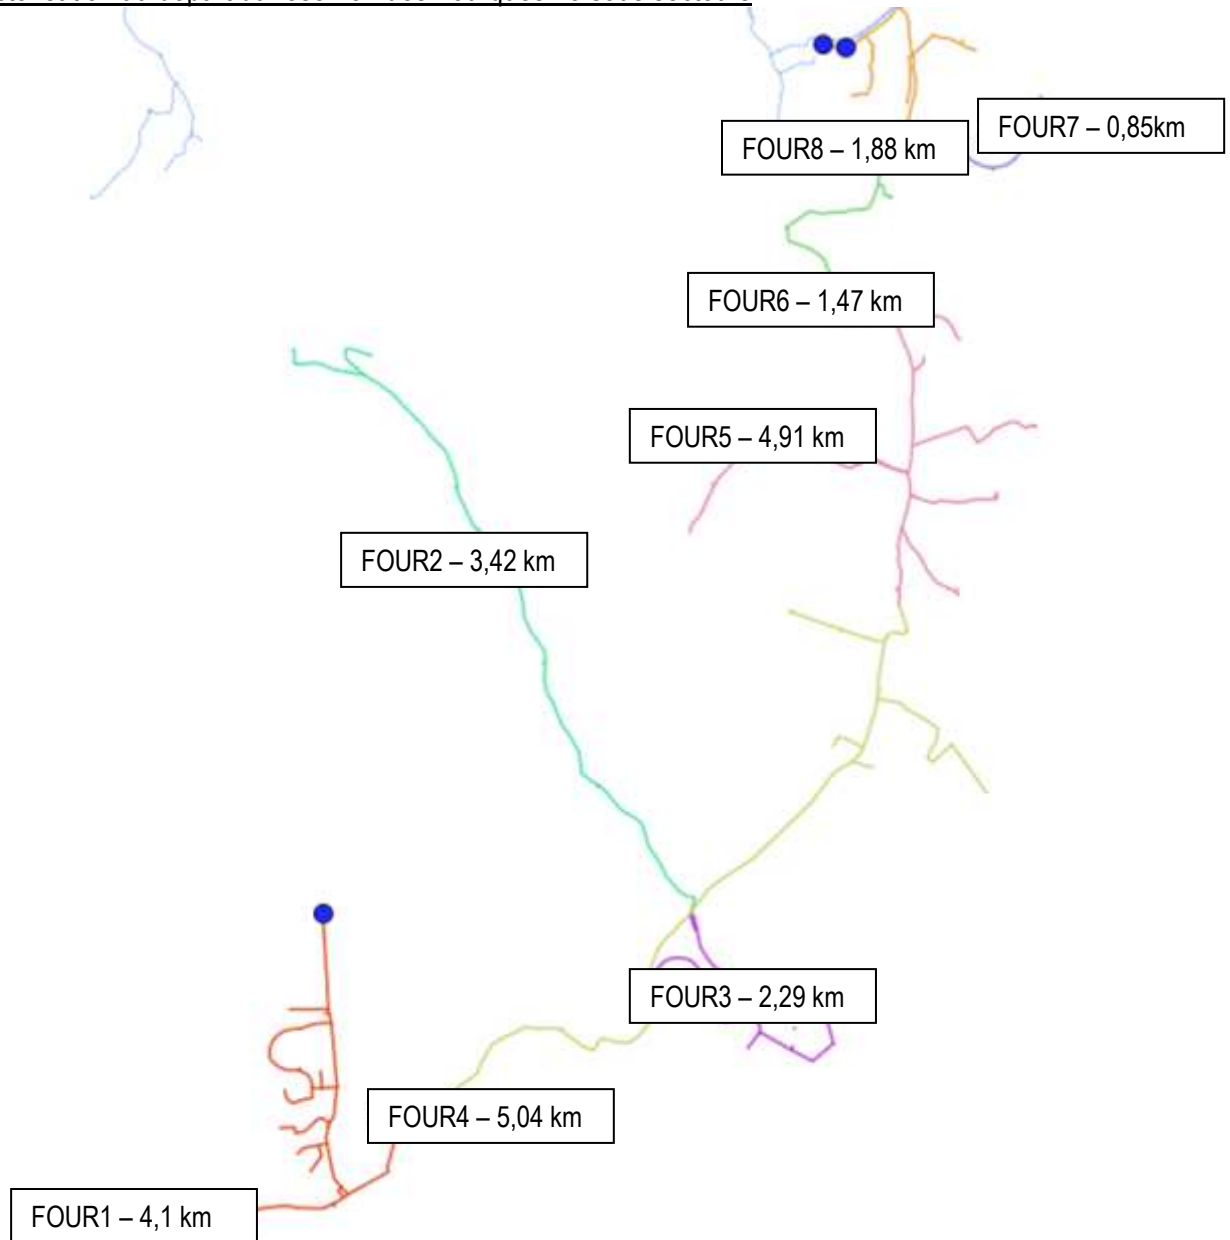 FOUR7 – 0,85km
FOUR8 – 1,88 km
FOUR6 – 1,47 km
FOUR5 – 4,91 km
FOUR2 – 3,42 km
FOUR3 – 2,29 km
FOUR4 – 5,04 km
FOUR1 – 4,1 km